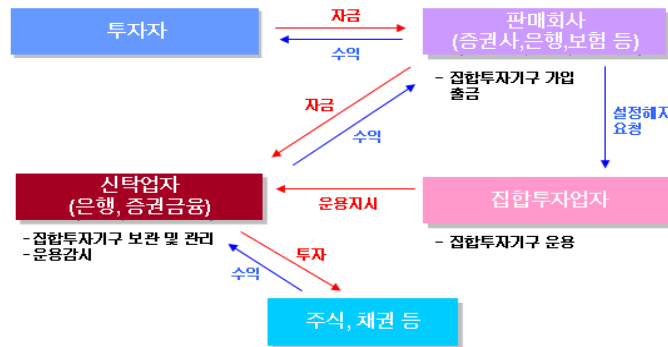 투자자
자금
수익
판매회사
(증권사,은행,보험 등)
- 집합투자기구 가입
출금
자금
수익
설정해지
요청
신탁업자
(은행, 증권금융)
운용지시
집합투자업자
-집합투자기구 보관 및 관리
-운용감시
- 집합투자기구 운용
투자
수익
주식, 채권 등